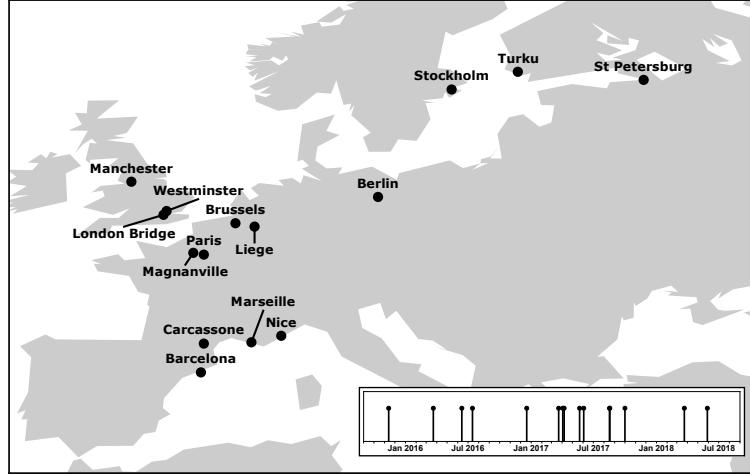 Turku
St Petersburg
Stockholm
Manchester
Berlin
Westminster
Brussels
London Bridge
Paris
Liege
Magnanville
Marseille
Carcassone
Nice
Barcelona
Jan 2016 Jul 2016 Jan 2017 Jul 2017 Jan 2018 Jul 2018